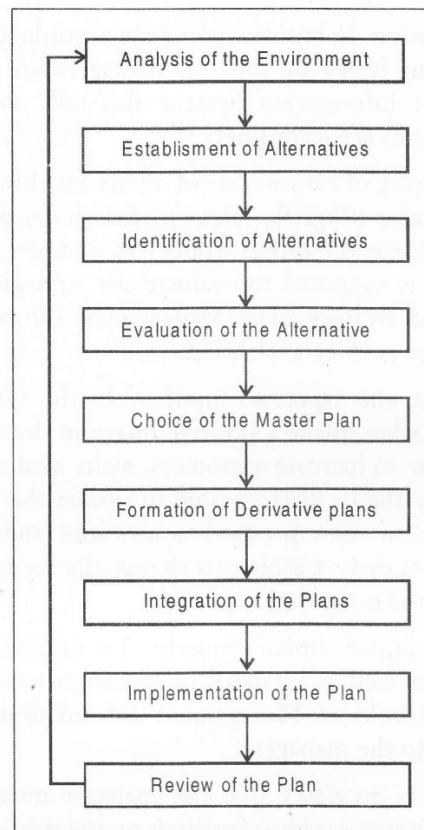 Analysis of the Environment
Establisment of Alternatives
Identification of Alternatives
Evaluation of the Alternative
Choice of the Master Plan
Formation of Derivative plans
Integration of the Plans
Implementation of the Plan
Review of the Plan